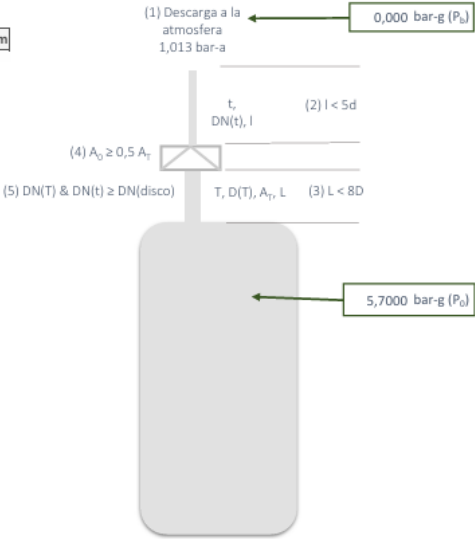 (1) Descarga a la
atmosfera
1,013 bar-a
0,000 bar-g (Pb)
m
t,
DN(t), l
(2) l < 5d
(4) A0 ≥ 0,5 AT
(5) DN(T) & DN(t) ≥ DN(disco)
T, D(T), AT, L
(3) L < 8D
5,7000 bar-g (P0)